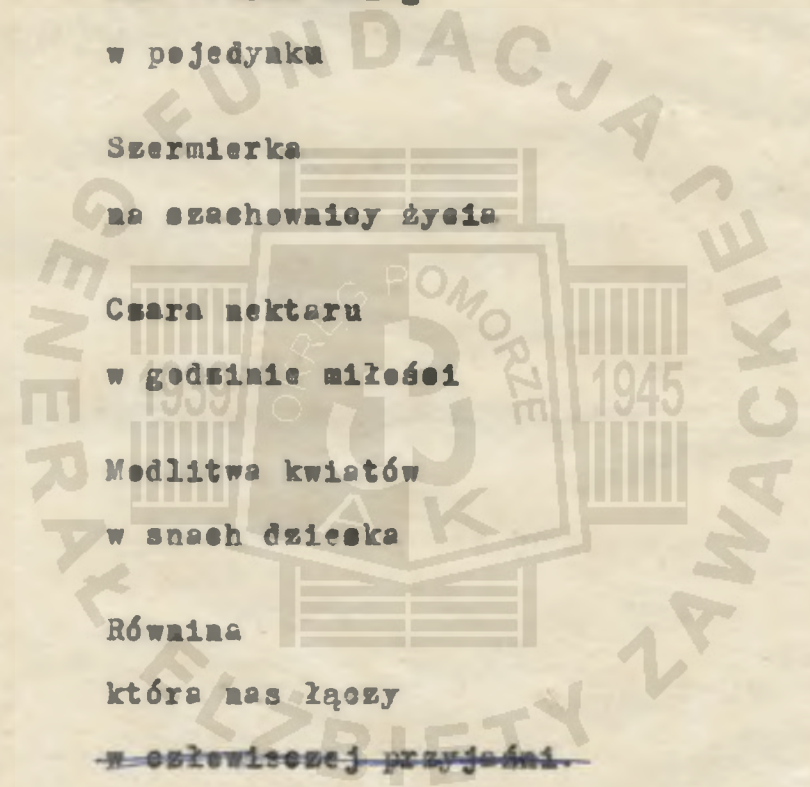 w pojedynku
Szermierka
na szachownicy życia
Czara nektaru
w godzinie miłości
Modlitwa kwiatów
w snach dziecka
Równina
która nas łączy
w człowieczej przyjaźni.
FUNDACJA JEJ
GENERAŁ ELŻBIETY ZAWACKIEJ
OKRĘG POMORZE
1939
1945
AK